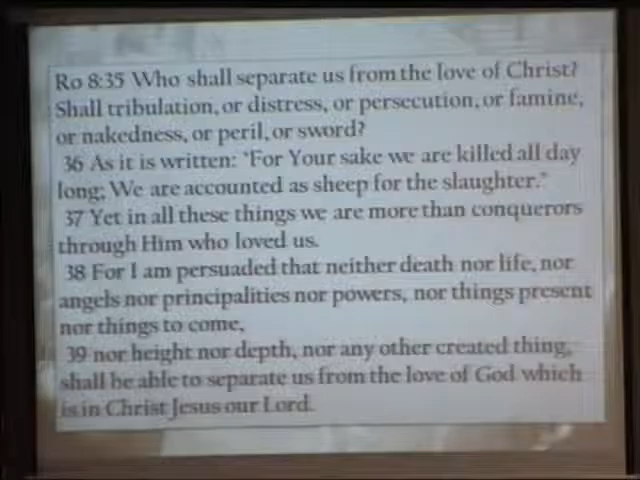 Ro 8:35 Who shall separate us from the love of Christ?
Shall tribulation, or distress, or persecution, or famine,
or nakedness, or peril, or sword?
36 As it is written: "For Your sake we are killed all day
long; We are accounted as sheep for the slaughter."
37 Yet in all these things we are more than conquerors
through Him who loved us.
38 For I am persuaded that neither death nor life, nor
angels nor principalities nor powers, nor things present
nor things to come,
39 nor height nor depth, nor any other created thing,
shall be able to separate us from the love of God which
is in Christ Jesus our Lord.